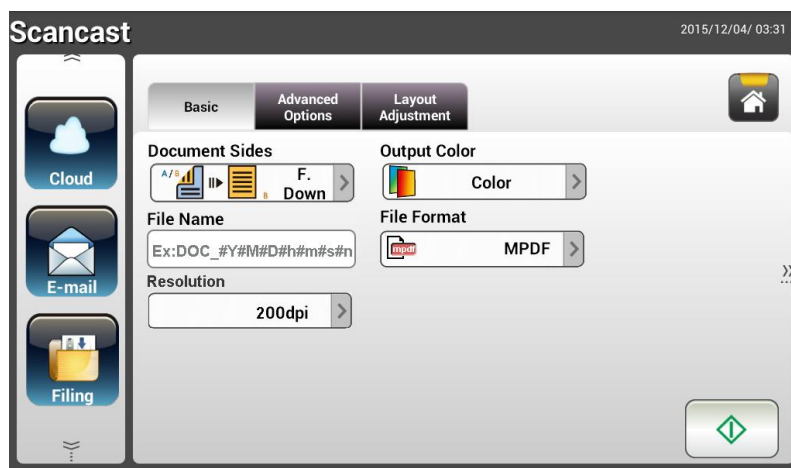 Scancast
2015/12/04/ 03:31
Cloud
E-mail
Filing
Basic
Advanced
Options
Layout
Adjustment
Document Sides
A/B
B
F.
Down
Output Color
Color
File Name
Ex:DOC_#Y#M#D#h#m#s#n
File Format
mpdf
MPDF
Resolution
200dpi